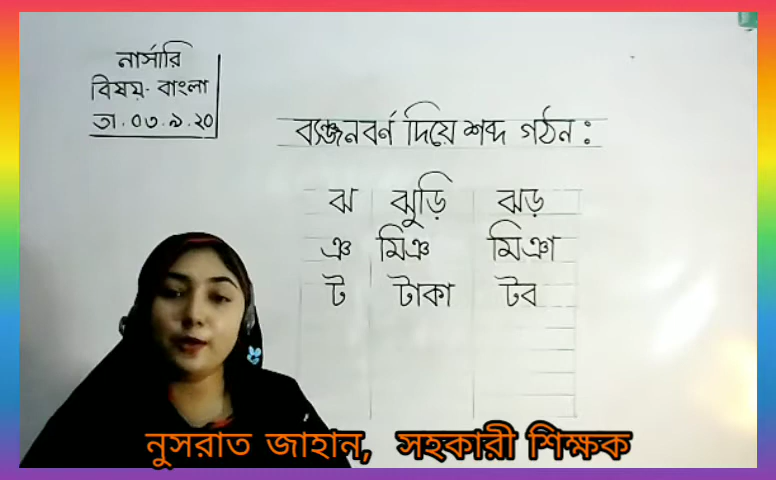 নার্সারি
বিষয়- বাংলা
তা. ০৩.৯.২০
ব্যঞ্জনবর্ন দিয়ে শব্দ গঠন :
ঝ ঝুড়ি ঝড়
ঞ মিঞ মিঞা
ট টাকা টব
নুসরাত জাহান, সহকারী শিক্ষক